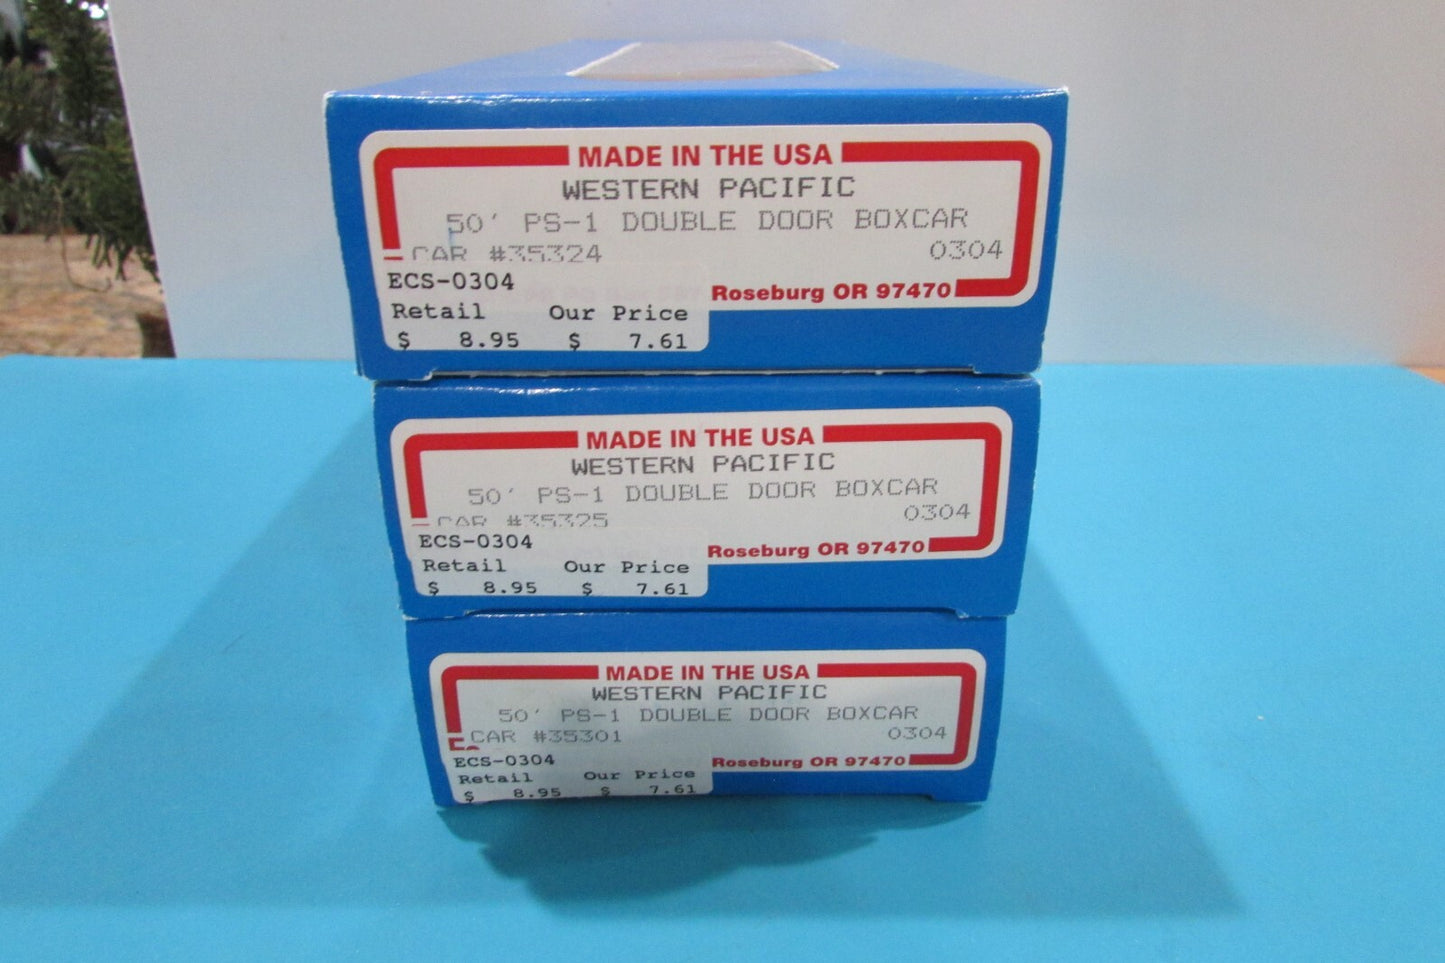 MADE IN THE USA
WESTERN PACIFIC
50' PS-1 DOUBLE DOOR BOXCAR
CAR #35324 0304
ECS-0304
Roseburg OR 97470
Retail Our Price
$ 8.95 $ 7.61
MADE IN THE USA
WESTERN PACIFIC
50' PS-1 DOUBLE DOOR BOXCAR
CAR #35325 0304
ECS-0304
Roseburg OR 97470
Retail Our Price
$ 8.95 $ 7.61
MADE IN THE USA
WESTERN PACIFIC
50' PS-1 DOUBLE DOOR BOXCAR
CAR #35301 0304
ECS-0304
Roseburg OR 97470
Retail Our Price
$ 8.95 $ 7.61